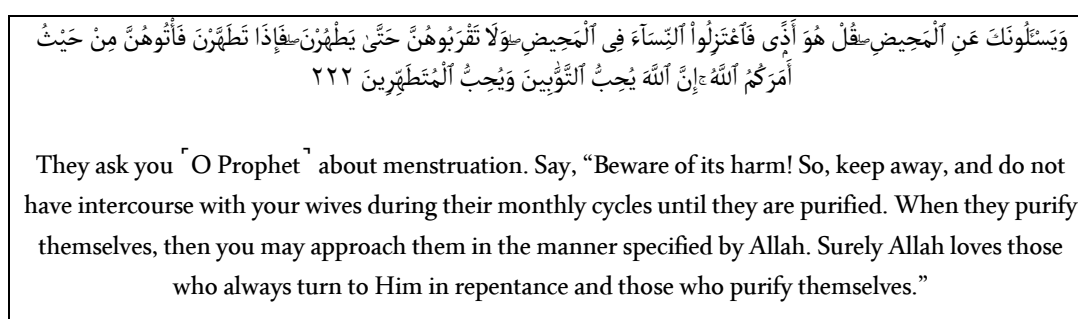 وَيَسْـَٔلُونَكَ عَنِ ٱلْمَحِيضِ ۖ قُلْ هُوَ أَذًۭى فَٱعْتَزِلُوا۟ ٱلنِّسَآءَ فِى ٱلْمَحِيضِ ۖ وَلَا تَقْرَبُوهُنَّ حَتَّىٰ يَطْهُرْنَ ۖ فَإِذَا تَطَهَّرْنَ فَأْتُوهُنَّ مِنْ حَيْثُ
أَمَرَكُمُ ٱللَّهُ ۚ إِنَّ ٱللَّهَ يُحِبُّ ٱلتَّوَّٰبِينَ وَيُحِبُّ ٱلْمُتَطَهِّرِينَ ٢٢٢
They ask you ˹O Prophet˺ about menstruation. Say, “Beware of its harm! So, keep away, and do not
have intercourse with your wives during their monthly cycles until they are purified. When they purify
themselves, then you may approach them in the manner specified by Allah. Surely Allah loves those
who always turn to Him in repentance and those who purify themselves.”